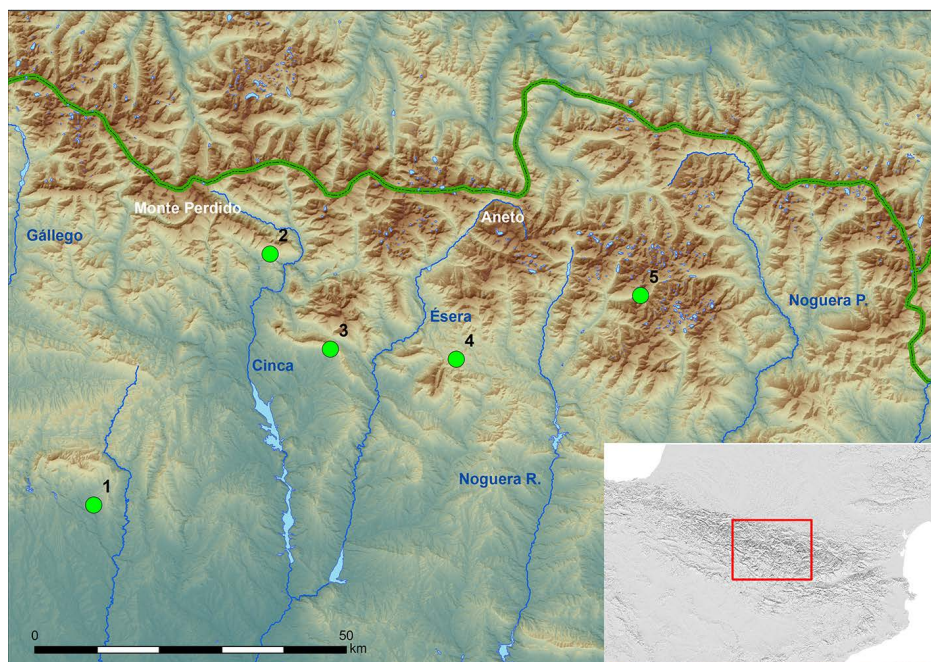 Monte Perdido
Aneto
Gállego
2
5
Noguera P.
3
Ésera
4
Cinca
1
Noguera R.
0
50
km